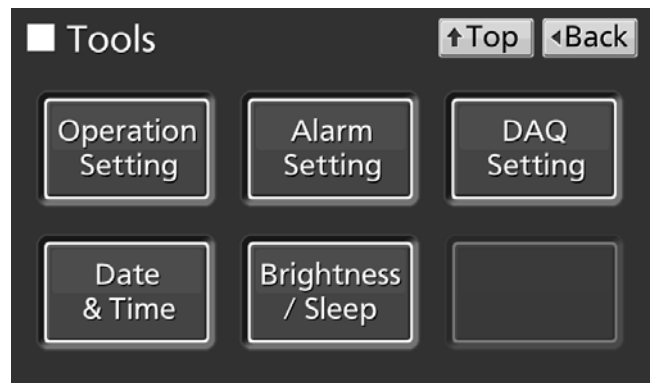 Tools
↑Top
◂Back
Operation
Setting
Alarm
Setting
DAQ
Setting
Date
& Time
Brightness
/ Sleep